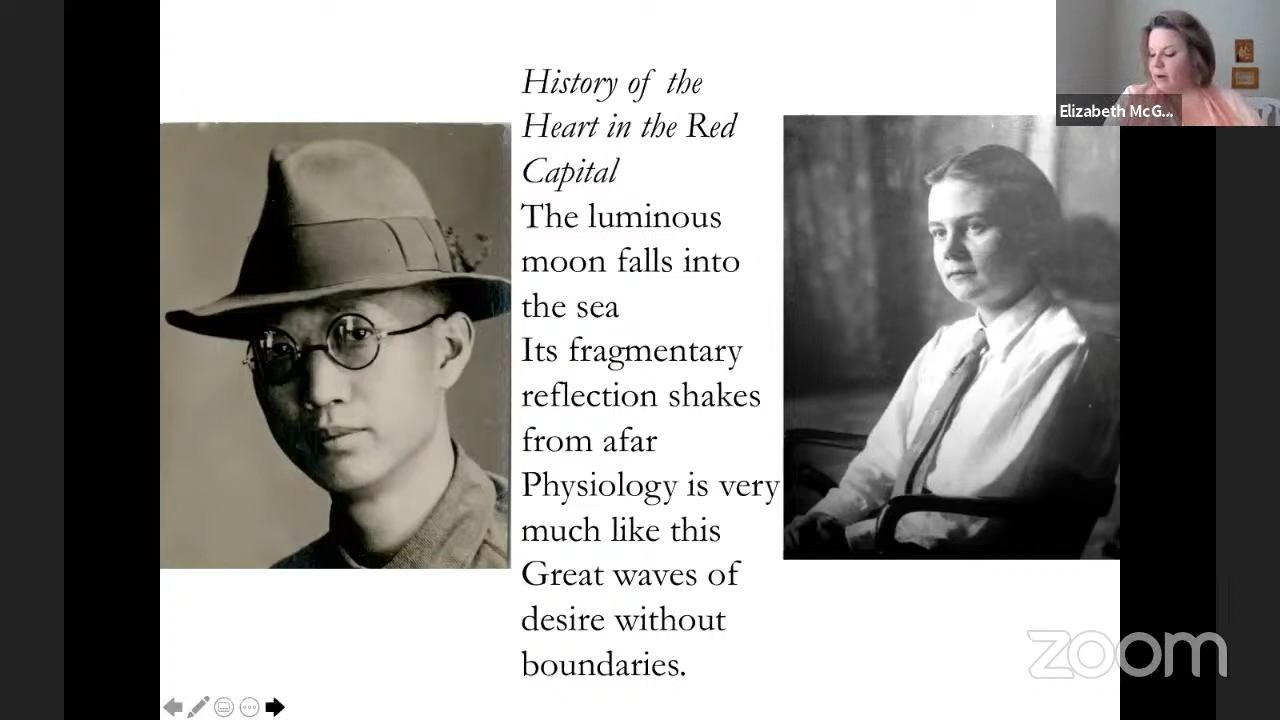 History of the
Heart in the Red
Capital
The luminous
moon falls into
the sea
Its fragmentary
reflection shakes
from afar
Physiology is very
much like this
Great waves of
desire without
boundaries.
Elizabeth McG...
zoom